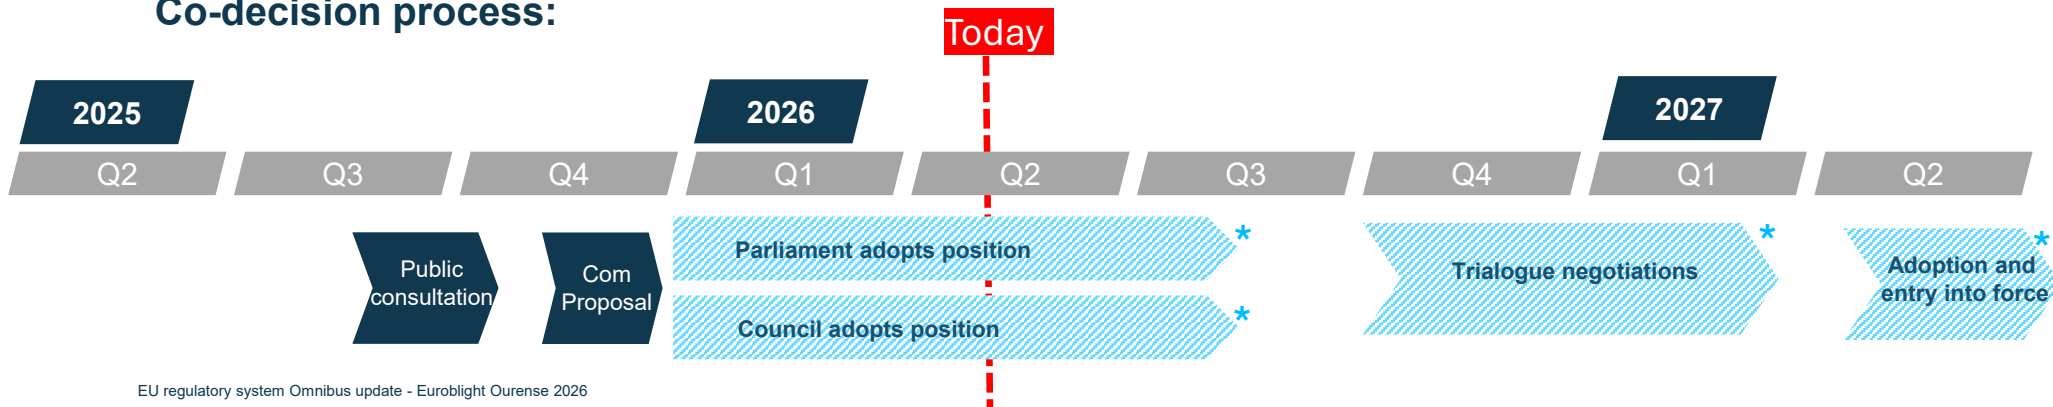 Co-decision process:
Today
2025
2026
2027
Q2
Q3
Q4
Q1
Q2
Q3
Q4
Q1
Q2
Public
consultation
Com
Proposal
Parliament adopts position
*
Council adopts position
*
Trialogue negotiations
*
Adoption and
entry into force
*
EU regulatory system Omnibus update - Euroblight Ourense 2026